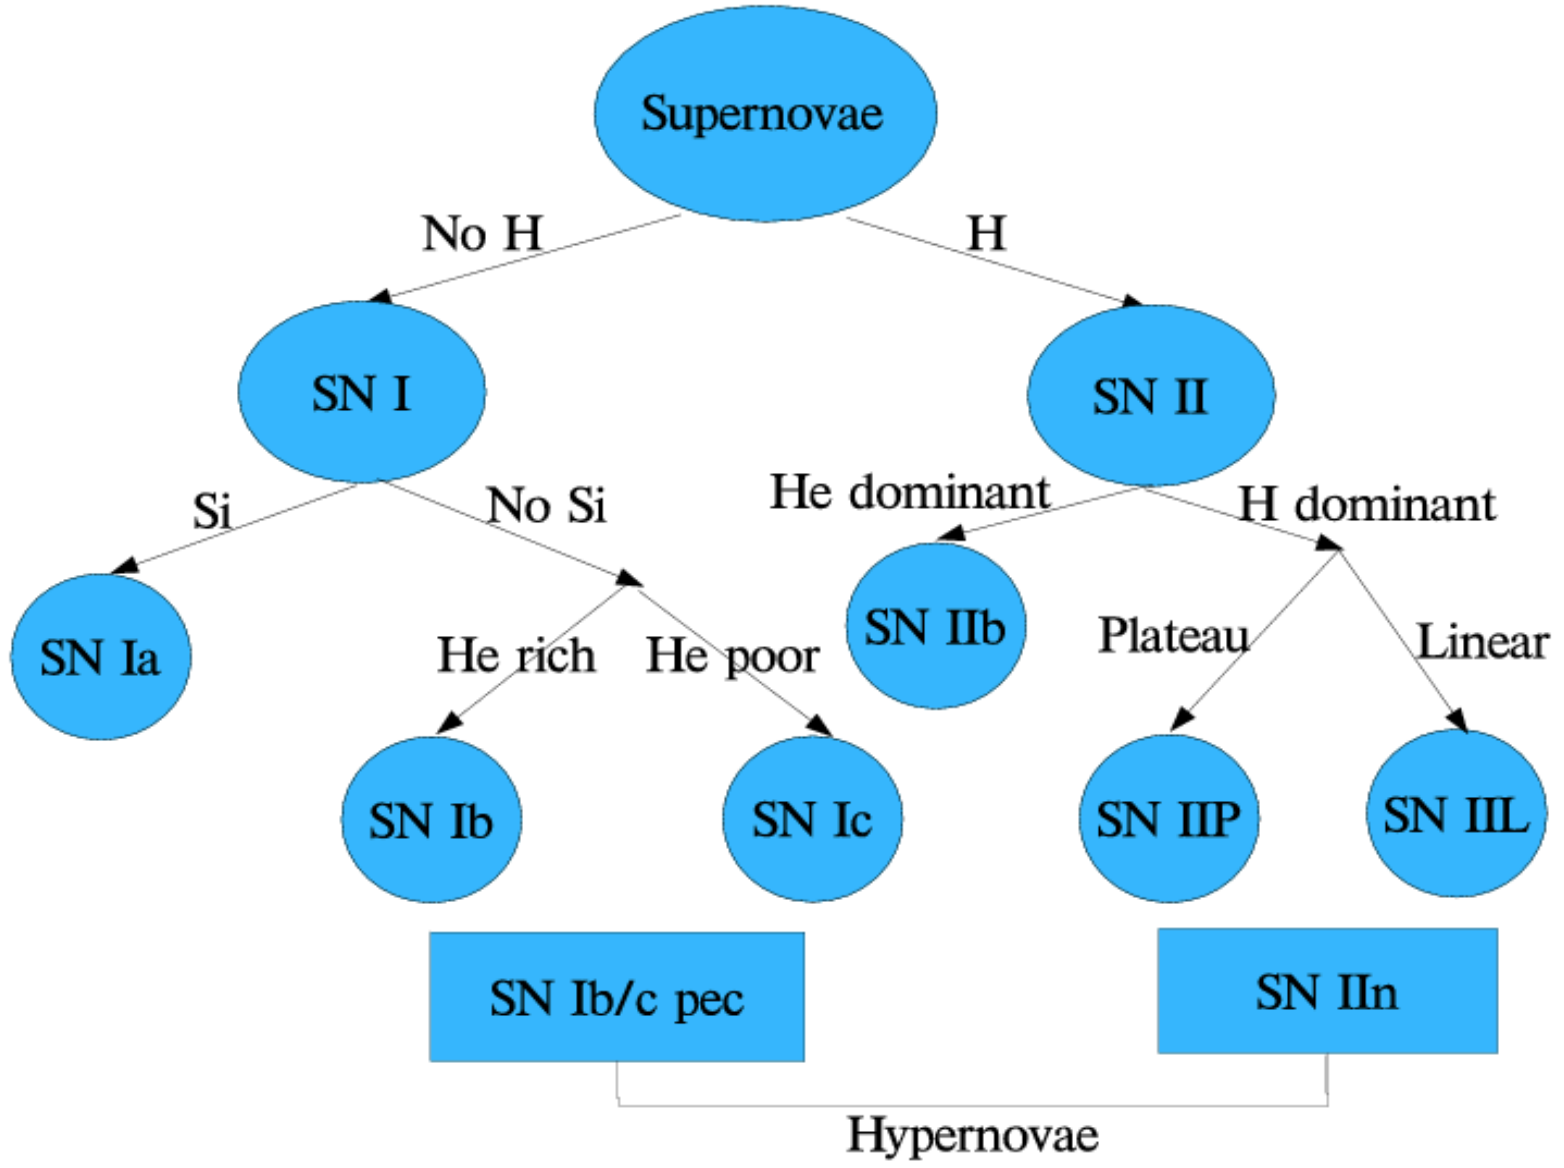 Supernovae
No H
H
SN I
SN II
Si
No Si
He dominant
H dominant
SN Ia
He rich
He poor
SN IIb
Plateau
Linear
SN Ib
SN Ic
SN IIP
SN IIL
SN Ib/c pec
SN IIn
Hypernovae